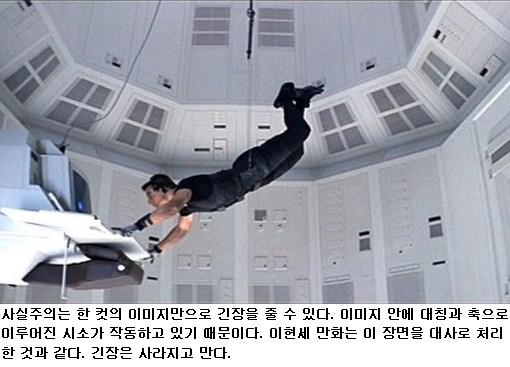 사실주의는 한 컷의 이미지만으로 긴장을 줄 수 있다. 이미지 안에 대칭과 축으로
이루어진 시소가 작동하고 있기 때문이다. 이현세 만화는 이 장면을 대사로 처리
한 것과 같다. 긴장은 사라지고 만다.